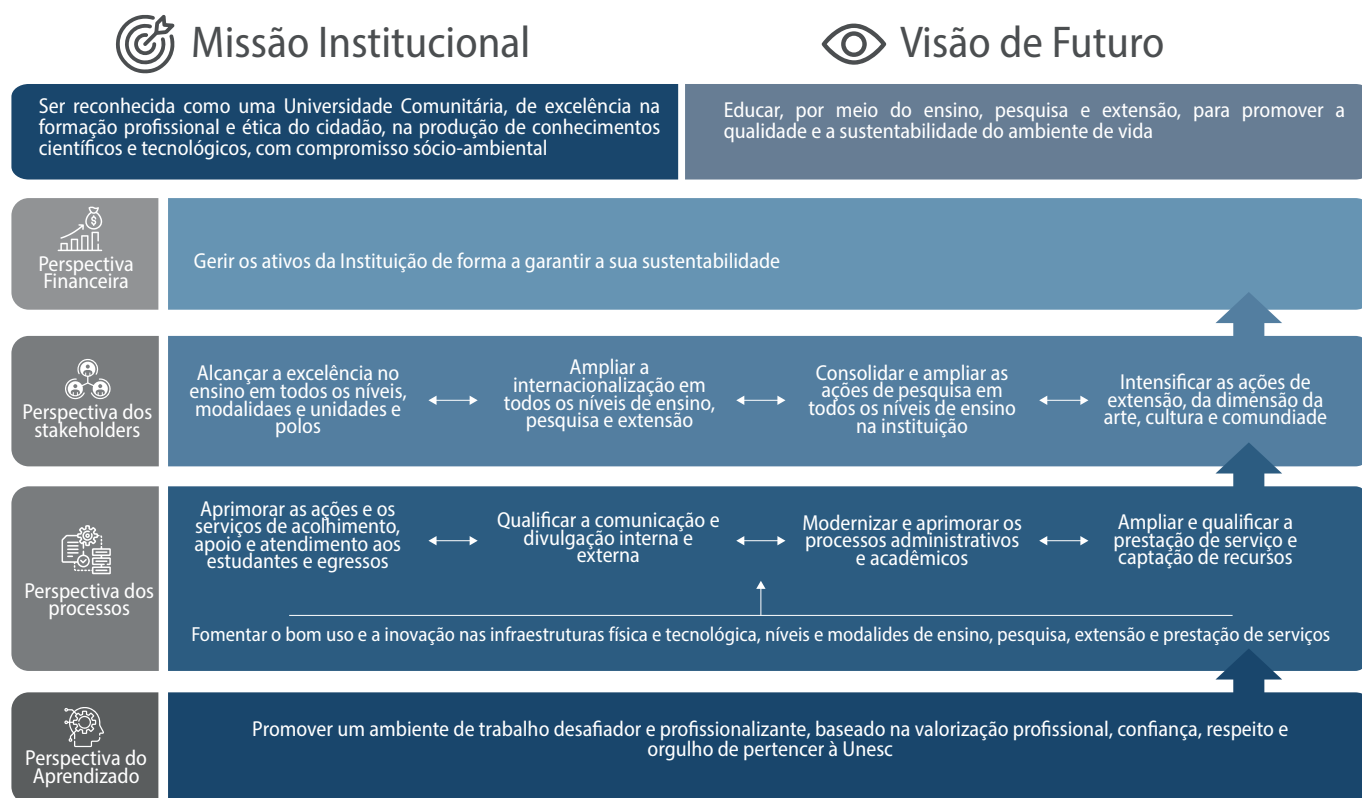 Missão Institucional
Visão de Futuro
Ser reconhecida como uma Universidade Comunitária, de excelência na
formação profissional e ética do cidadão, na produção de conhecimentos
científicos e tecnológicos, com compromisso sócio-ambiental
Educar, por meio do ensino, pesquisa e extensão, para promover a
qualidade e a sustentabilidade do ambiente de vida
Perspectiva
Financeira
Gerir os ativos da Instituição de forma a garantir a sua sustentabilidade
Perspectiva dos
stakeholders
Alcançar a excelência no
ensino em todos os níveis,
modalidaes e unidades e
polos
Ampliar a
internacionalização em
todos os níveis de ensino,
pesquisa e extensão
Consolidar e ampliar as
ações de pesquisa em
todos os níveis de ensino
na instituição
Intensificar as ações de
extensão, da dimensão da
arte, cultura e comundiade
Perspectiva dos
processos
Aprimorar as ações e os
serviços de acolhimento,
apoio e atendimento aos
estudantes e egressos
Qualificar a comunicação e
divulgação interna e
externa
Modernizar e aprimorar os
processos administrativos
e acadêmicos
Ampliar e qualificar a
prestação de serviço e
captação de recursos
Fomentar o bom uso e a inovação nas infraestruturas física e tecnológica, níveis e modalides de ensino, pesquisa, extensão e prestação de serviços
Perspectiva do
Aprendizado
Promover um ambiente de trabalho desafiador e profissionalizante, baseado na valorização profissional, confiança, respeito e
orgulho de pertencer à Unesc